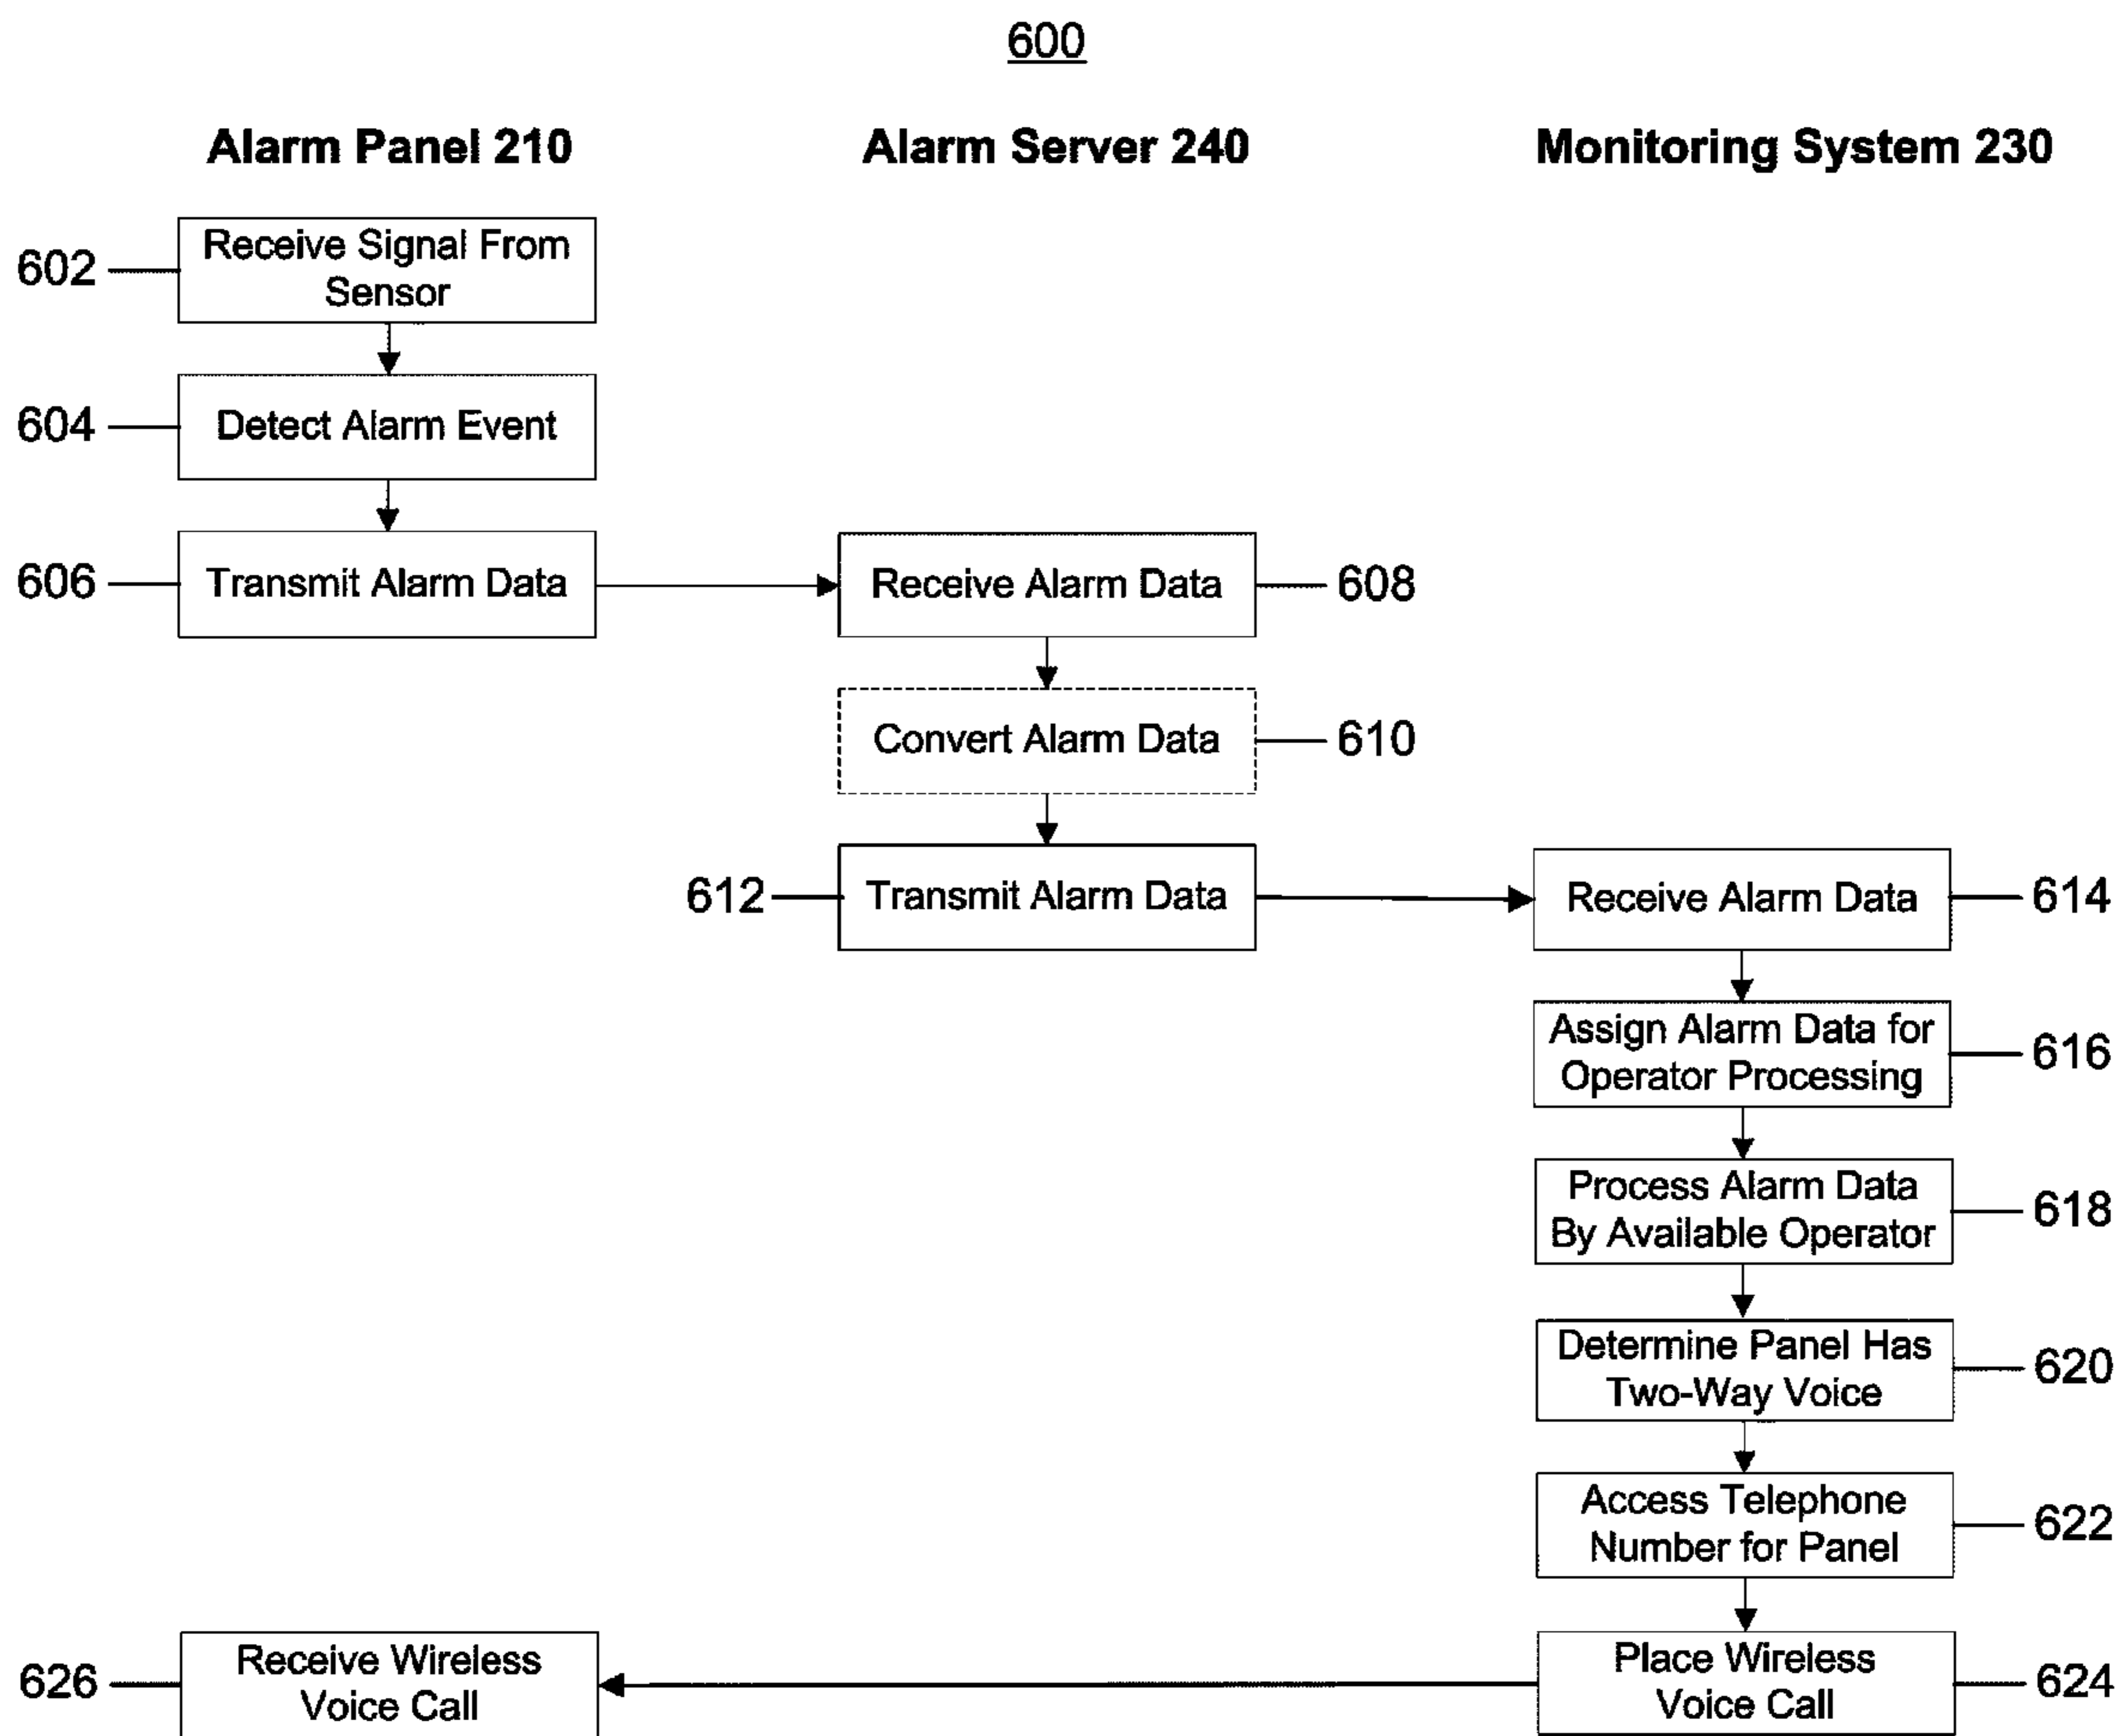 600
Alarm Panel 210
Alarm Server 240
Monitoring System 230
602
Receive Signal From
Sensor
604
Detect Alarm Event
606
Transmit Alarm Data
Receive Alarm Data
608
Convert Alarm Data
610
612
Transmit Alarm Data
Receive Alarm Data
614
Assign Alarm Data for
Operator Processing
616
Process Alarm Data
By Available Operator
618
Determine Panel Has
Two-Way Voice
620
Access Telephone
Number for Panel
622
Place Wireless
Voice Call
624
626
Receive Wireless
Voice Call